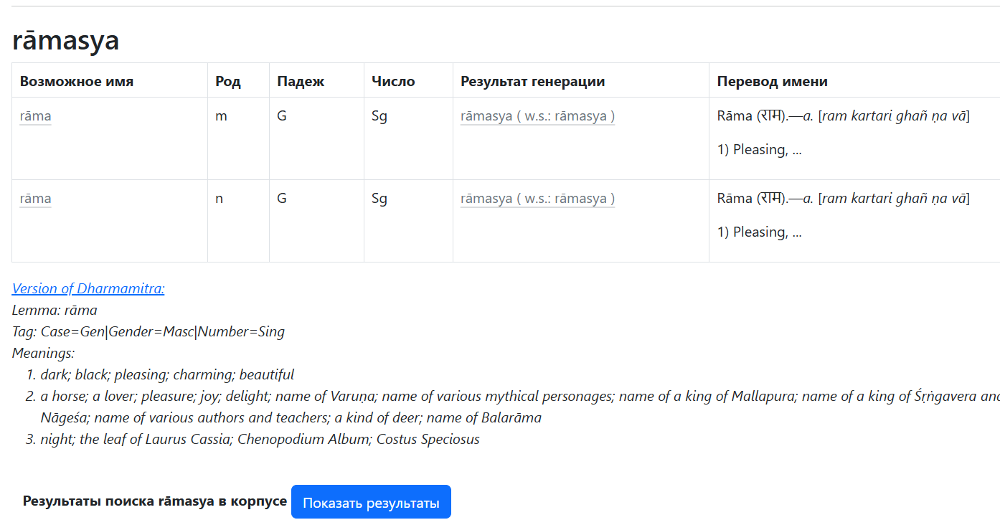 rāmasya
Возможное имя Род Падеж Число Результат генерации Перевод имени
rāma m G Sg rāmasya ( w.s.: rāmasya ) Rāma (राम).—a. [ram kartari ghañ ṇa vā]
1) Pleasing, ...
rāma n G Sg rāmasya ( w.s.: rāmasya ) Rāma (राम).—a. [ram kartari ghañ ṇa vā]
1) Pleasing, ...
Version of Dharmamitra:
Lemma: rāma
Tag: Case=Gen|Gender=Masc|Number=Sing
Meanings:
1. dark; black; pleasing; charming; beautiful
2. a horse; a lover; pleasure; joy; delight; name of Varuṇa; name of various mythical personages; name of a king of Mallapura; name of a king of Śṛṅgavera and
Nāgeśa; name of various authors and teachers; a kind of deer; name of Balarāma
3. night; the leaf of Laurus Cassia; Chenopodium Album; Costus Speciosus
Результаты поиска rāmasya в корпусе Показать результаты